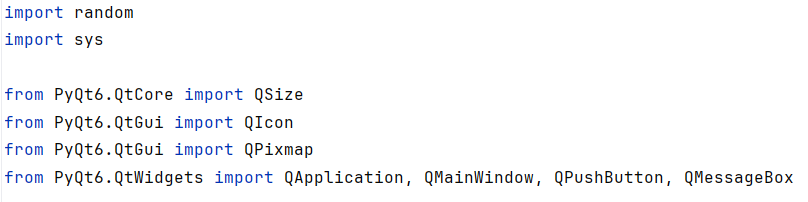 import random
import sys
from PyQt6.QtCore import QSize
from PyQt6.QtGui import QIcon
from PyQt6.QtGui import QPixmap
from PyQt6.QtWidgets import QApplication, QMainWindow, QPushButton, QMessageBox